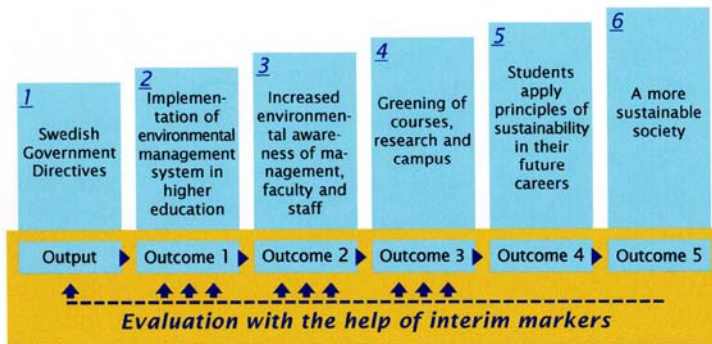 1
Swedish
Government
Directives
2
Implemen-
tation of
environmental
management
system in
higher
education
3
Increased
environmen-
tal aware-
ness of ma-
nagement,
faculty and
staff
4
Greening of
courses,
research and
campus
5
Students
apply
principles of
sustainability
in their
future
careers
6
A more
sustainable
society
Output
Outcome 1
Outcome 2
Outcome 3
Outcome 4
Outcome 5
Evaluation with the help of interim markers